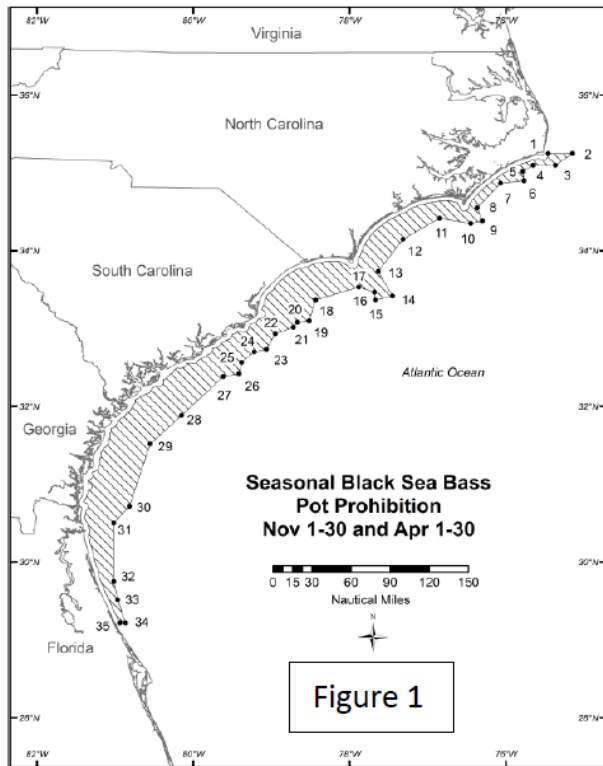 82°W
80°W
78°W
76°W
Virginia
36°N
36°N
North Carolina
1
2
5
4
3
7
6
8
9
34°N
11
10
34°N
12
South Carolina
13
17
16
14
15
18
20
19
22
21
24
23
25
Atlantic Ocean
26
27
32°N
28
32°N
Georgia
29
Seasonal Black Sea Bass
Pot Prohibition
Nov 1-30 and Apr 1-30
30
31
30°N
30°N
32
0 15 30 60 90 120 150
Nautical Miles
33
35
34
N
Florida
Figure 1
28°N
28°N
82°W
80°W
78°W
76°W